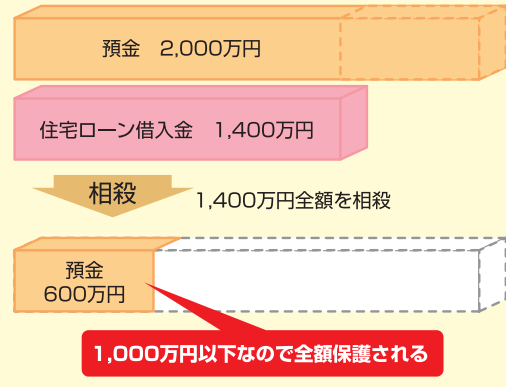 預金　2,000万円
住宅ローン借入金　1,400万円
相殺
1,400万円全額を相殺
預金
600万円
1,000万円以下なので全額保護される